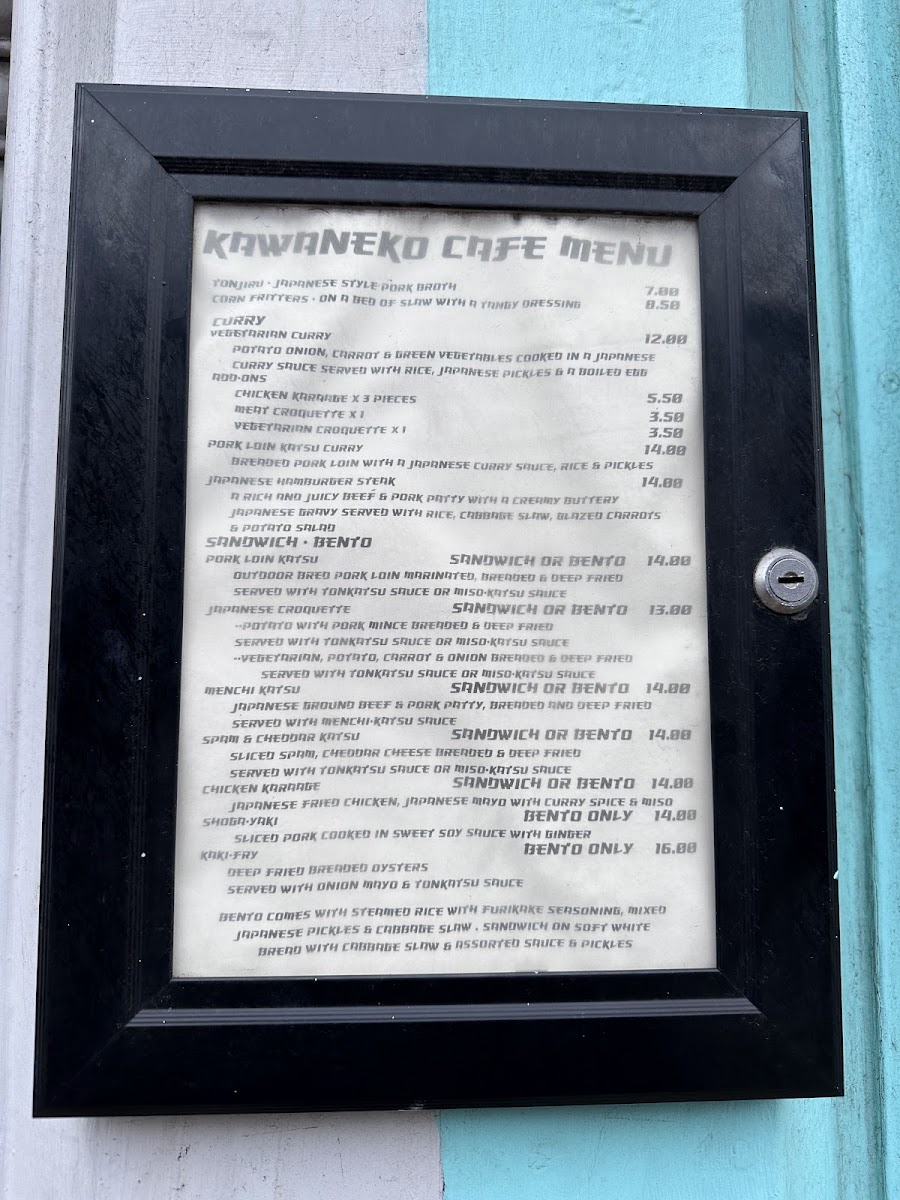 KAWANEKO CAFE MENU
TONJIRU - JAPANESE STYLE PORK BROTH 7.00
CORN FRITTERS - ON A BED OF SLAW WITH A TANGY DRESSING 8.50
CURRY
VEGETARIAN CURRY 12.00
POTATO ONION, CARROT & GREEN VEGETABLES COOKED IN A JAPANESE
CURRY SAUCE SERVED WITH RICE, JAPANESE PICKLES & A BOILED EGG
ADD-ONS
CHICKEN KARAAGE X 3 PIECES 5.50
MEAT CROQUETTE X 1 3.50
VEGETARIAN CROQUETTE X 1 3.50
PORK LOIN KATSU CURRY 14.00
BREADED PORK LOIN WITH A JAPANESE CURRY SAUCE, RICE & PICKLES
JAPANESE HAMBURGER STEAK 14.00
A RICH AND JUICY BEEF & PORK PATTY WITH A CREAMY BUTTERY
JAPANESE GRAVY SERVED WITH RICE, CABBAGE SLAW, GLAZED CARROTS
& POTATO SALAD
SANDWICH - BENTO
PORK LOIN KATSU SANDWICH OR BENTO 14.00
OUTDOOR BRED PORK LOIN MARINATED, BREADED & DEEP FRIED
SERVED WITH TONKATSU SAUCE OR MISO-KATSU SAUCE
JAPANESE CROQUETTE SANDWICH OR BENTO 13.00
--POTATO WITH PORK MINCE BREADED & DEEP FRIED
SERVED WITH TONKATSU SAUCE OR MISO-KATSU SAUCE
--VEGETARIAN, POTATO, CARROT & ONION BREADED & DEEP FRIED
SERVED WITH TONKATSU SAUCE OR MISO-KATSU SAUCE
MENCHI KATSU SANDWICH OR BENTO 14.00
JAPANESE GROUND BEEF & PORK PATTY, BREADED AND DEEP FRIED
SERVED WITH MENCHI-KATSU SAUCE
SPAM & CHEDDAR KATSU SANDWICH OR BENTO 14.00
SLICED SPAM, CHEDDAR CHEESE BREADED & DEEP FRIED
SERVED WITH TONKATSU SAUCE OR MISO-KATSU SAUCE
CHICKEN KARAAGE SANDWICH OR BENTO 14.00
JAPANESE FRIED CHICKEN, JAPANESE MAYO WITH CURRY SPICE & MISO
SHOGA-YAKI BENTO ONLY 14.00
SLICED PORK COOKED IN SWEET SOY SAUCE WITH GINGER
KAKI-FRY BENTO ONLY 16.00
DEEP FRIED BREADED OYSTERS
SERVED WITH ONION MAYO & TONKATSU SAUCE
BENTO COMES WITH STEAMED RICE WITH FURIKAKE SEASONING, MIXED
JAPANESE PICKLES & CABBAGE SLAW . SANDWICH ON SOFT WHITE
BREAD WITH CABBAGE SLAW & ASSORTED SAUCE & PICKLES